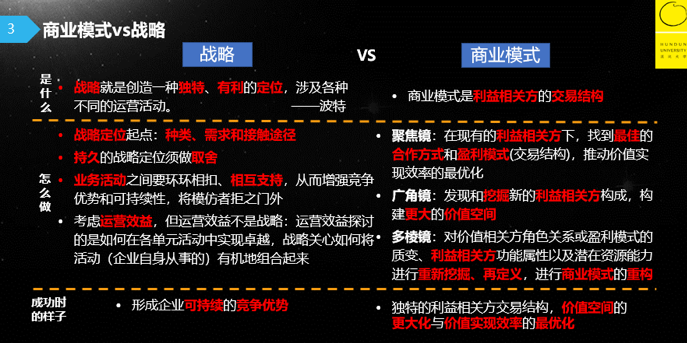 3
商业模式vs战略
战略
VS
商业模式
是什么
• 战略就是创造一种独特、有利的定位，涉及各种
不同的运营活动。 ——波特
• 商业模式是利益相关方的交易结构
怎么做
• 战略定位起点：种类、需求和接触途径
• 持久的战略定位须做取舍
• 业务活动之间要环环相扣、相互支持，从而增强竞争
优势和可持续性，将模仿者拒之门外
• 考虑运营效益，但运营效益不是战略：运营效益探讨
的是如何在各单元活动中实现卓越，战略关心如何将
活动（企业自身从事的）有机地组合起来
• 聚焦镜：在现有的利益相关方下，找到最佳的
合作方式和盈利模式(交易结构)，推动价值实
现效率的最优化
• 广角镜：发现和挖掘新的利益相关方构成，构
建更大的价值空间
• 多棱镜：对价值相关方角色关系或盈利模式的
质变、利益相关方功能属性以及潜在资源能力
进行重新挖掘、再定义，进行商业模式的重构
成功时
的样子
• 形成企业可持续的竞争优势
• 独特的利益相关方交易结构，价值空间的
更大化与价值实现效率的最优化
HUNDUN
UNIVERSITY